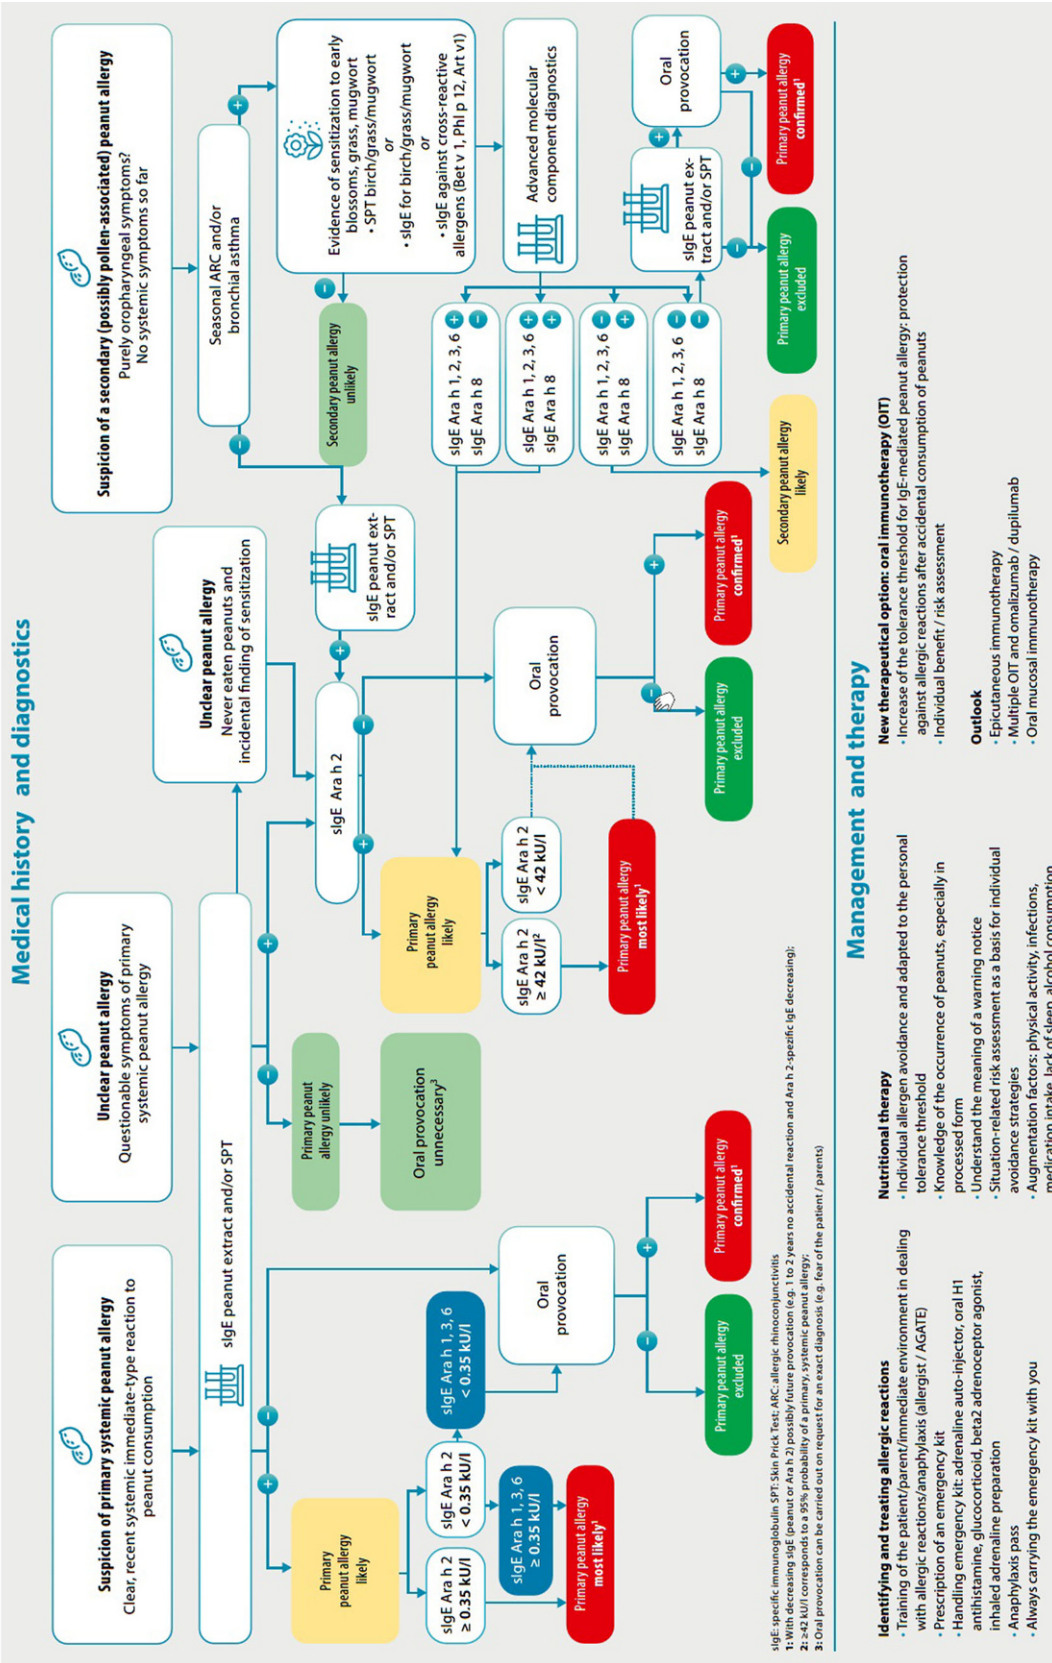 Medical history and diagnostics
Suspicion of primary systemic peanut allergy
Clear, recent systemic immediate-type reaction to
peanut consumption
Unclear peanut allergy
Questionable symptoms of primary
systemic peanut allergy
Unclear peanut allergy
Never eaten peanuts and
incidental finding of sensitization
Suspicion of a secondary (possibly pollen-associated) peanut allergy
Purely oropharyngeal symptoms?
No systemic symptoms so far
sIgE peanut extract and/or SPT
Seasonal ARC and/or
bronchial asthma
+
−
−
+
−
+
Primary
peanut allergy
likely
sIgE Ara h 2
≥ 0.35 kU/l
sIgE Ara h 2
< 0.35 kU/l
sIgE Ara h 1, 3, 6
< 0.35 kU/l
sIgE Ara h 1, 3, 6
≥ 0.35 kU/l
Primary peanut allergy
most likely¹
Oral
provocation
−
+
Primary peanut allergy
excluded
Primary peanut allergy
confirmed¹
Primary peanut
allergy unlikely
Oral provocation
unnecessary³
sIgE Ara h 2
+
−
+
sIgE peanut ext-
ract and/or SPT
Primary
peanut allergy
likely
sIgE Ara h 2
≥ 42 kU/l²
sIgE Ara h 2
< 42 kU/l
Primary peanut allergy
most likely¹
Oral
provocation
−
+
Primary peanut allergy
excluded
Primary peanut allergy
confirmed¹
Evidence of sensitization to early
blossoms, grass, mugwort
• SPT birch/grass/mugwort
or
• sIgE for birch/grass/mugwort
or
• sIgE against cross-reactive
allergens (Bet v 1, Phl p 12, Art v1)
−
Secondary peanut allergy
unlikely
Advanced molecular
component diagnostics
sIgE Ara h 1, 2, 3, 6 +
sIgE Ara h 8 −
sIgE Ara h 1, 2, 3, 6 +
sIgE Ara h 8 +
sIgE Ara h 1, 2, 3, 6 −
sIgE Ara h 8 +
sIgE Ara h 1, 2, 3, 6 −
sIgE Ara h 8 −
Secondary peanut allergy
likely
sIgE peanut ex-
tract and/or SPT
+
−
Oral
provocation
−
+
Primary peanut allergy
excluded
Primary peanut allergy
confirmed¹
sIgE: specific immunoglobulin SPT: Skin Prick Test; ARC: allergic rhinoconjunctivitis
1: With decreasing sIgE (peanut or Ara h 2) possibly future provocation (e.g. 1 to 2 years no accidental reaction and Ara h 2-spezific IgE decreasing);
2: ≥42 kU/l corresponds to a 95% probability of a primary, systemic peanut allergy;
3: Oral provocation can be carried out on request for an exact diagnosis (e.g. fear of the patient / parents)
Management and therapy
Identifying and treating allergic reactions
• Training of the patient/parent/immediate environment in dealing
with allergic reactions/anaphylaxis (allergist / AGATE)
• Prescription of an emergency kit
• Handling emergency kit: adrenaline auto-injector, oral H1
antihistamine, glucocorticoid, beta2 adrenoceptor agonist,
inhaled adrenaline preparation
• Anaphylaxis pass
• Always carrying the emergency kit with you
Nutritional therapy
• Individual allergen avoidance and adapted to the personal
tolerance threshold
• Knowledge of the occurrence of peanuts, especially in
processed form
• Understand the meaning of a warning notice
• Situation-related risk assessment as a basis for individual
avoidance strategies
• Augmentation factors: physical activity, infections,
medication intake, lack of sleep, alcohol consumption
New therapeutical option: oral immunotherapy (OIT)
• Increase of the tolerance threshold for IgE-mediated peanut allergy: protection
against allergic reactions after accidental consumption of peanuts
• Individual benefit / risk assessment
Outlook
• Epicutaneous immunotherapy
• Multiple OIT and omalizumab / dupilumab
• Oral mucosal immunotherapy